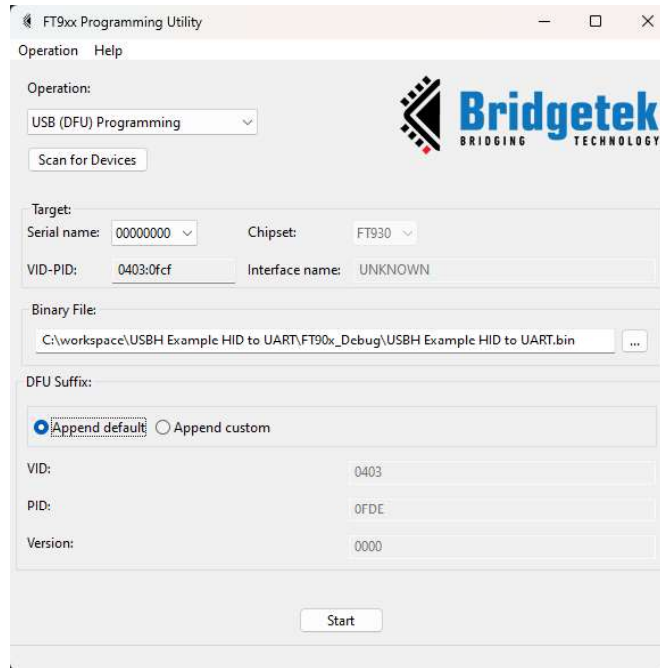 FT9xx Programming Utility
Operation Help
Operation:
USB (DFU) Programming
Scan for Devices
Bridgetek
BRIDGING TECHNOLOGY
Target:
Serial name: 00000000 Chipset: FT930
VID-PID: 0403:0fcf Interface name: UNKNOWN
Binary File:
C:\workspace\USBH Example HID to UART\FT90x_Debug\USBH Example HID to UART.bin ...
DFU Suffix:
Append default Append custom
VID: 0403
PID: 0FDE
Version: 0000
Start